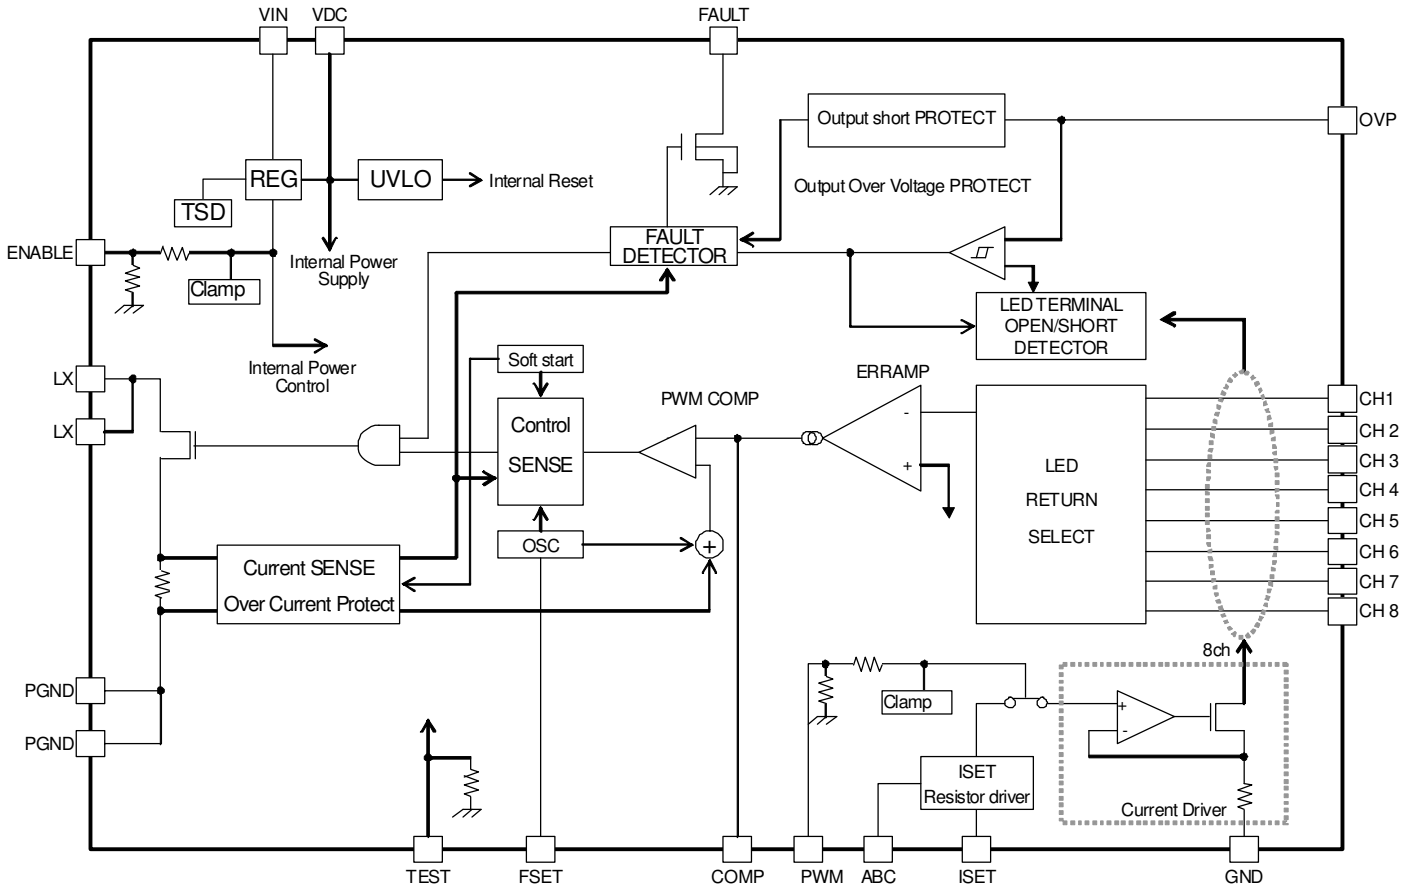 VIN
VDC
FAULT
Output short PROTECT
OVP
REG
UVLO
Internal Reset
Output Over Voltage PROTECT
TSD
FAULT
DETECTOR
ENABLE
Internal Power
Supply
Clamp
LED TERMINAL
OPEN/SHORT
DETECTOR
Internal Power
Control
Soft start
LX
LX
ERRAMP
PWM COMP
-
+
Control
SENSE
LED
RETURN
SELECT
CH1
CH 2
CH 3
CH 4
CH 5
CH 6
CH 7
CH 8
OSC
+
Current SENSE
Over Current Protect
8ch
PGND
PGND
Clamp
+
-
ISET
Resistor driver
Current Driver
TEST
FSET
COMP
PWM
ABC
ISET
GND